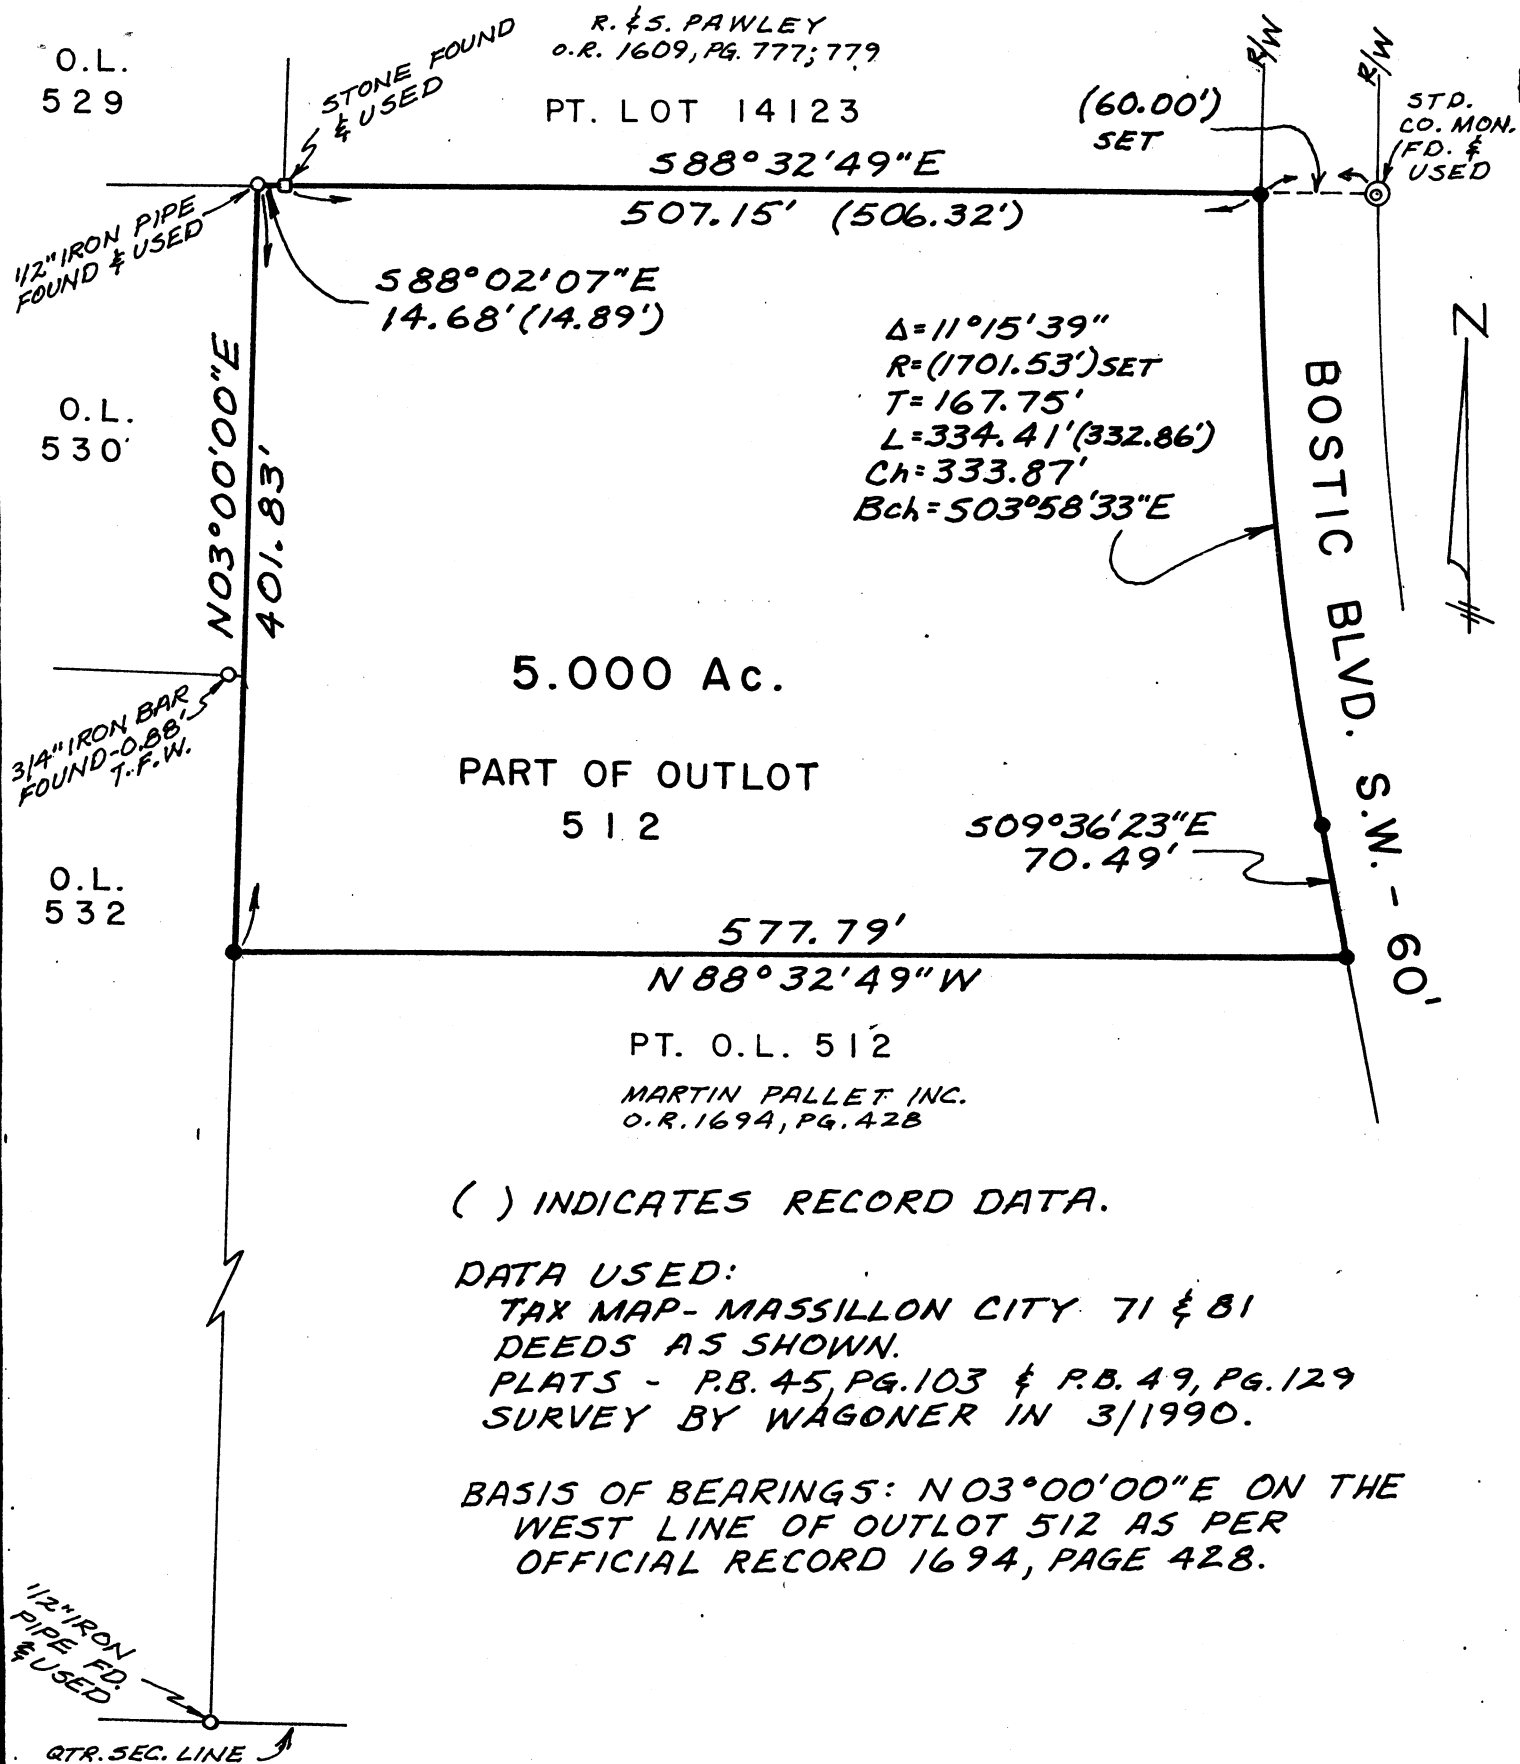 R. & S. PAWLEY
O.R. 1609, PG. 777; 779
O.L.
529
STONE FOUND
& USED
PT. LOT 14123
(60.00')
SET
R/W
R/W
STD.
CO. MON.
FD. &
USED
S88°32'49"E
507.15' (506.32')
1/2" IRON PIPE
FOUND & USED
S88°02'07"E
14.68' (14.89')
Δ=11°15'39"
R=(1701.53')SET
T=167.75'
L=334.41'(332.86')
Ch=333.87'
Bch=S03°58'33"E
N
BOSTIC BLVD. S.W. - 60'
O.L.
530
N03°00'00"E
401.83'
5.000 Ac.
3/4" IRON BAR
FOUND-0.88'
T.F.W.
PART OF OUTLOT
512
S09°36'23"E
70.49'
O.L.
532
577.79'
N88°32'49"W
PT. O.L. 512
MARTIN PALLET INC.
O.R. 1694, PG. 428
( ) INDICATES RECORD DATA.
DATA USED:
TAX MAP- MASSILLON CITY 71 & 81
DEEDS AS SHOWN.
PLATS - P.B. 45, PG. 103 & P.B. 49, PG. 129
SURVEY BY WAGONER IN 3/1990.
BASIS OF BEARINGS: N03°00'00"E ON THE
WEST LINE OF OUTLOT 512 AS PER
OFFICIAL RECORD 1694, PAGE 428.
1/2" IRON
PIPE FD.
& USED
QTR. SEC. LINE